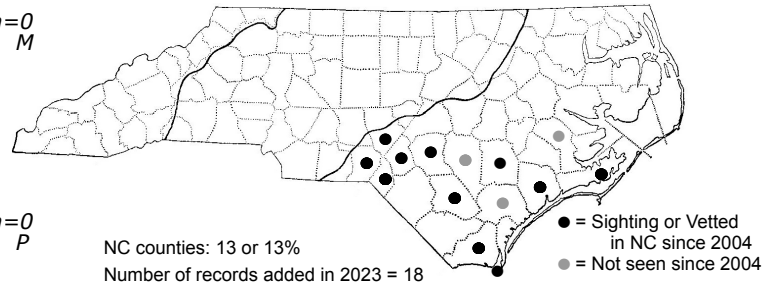 n=0
M
n=0
P
NC counties: 13 or 13%
Number of records added in 2023 = 18
● = Sighting or Vetted
in NC since 2004
● = Not seen since 2004